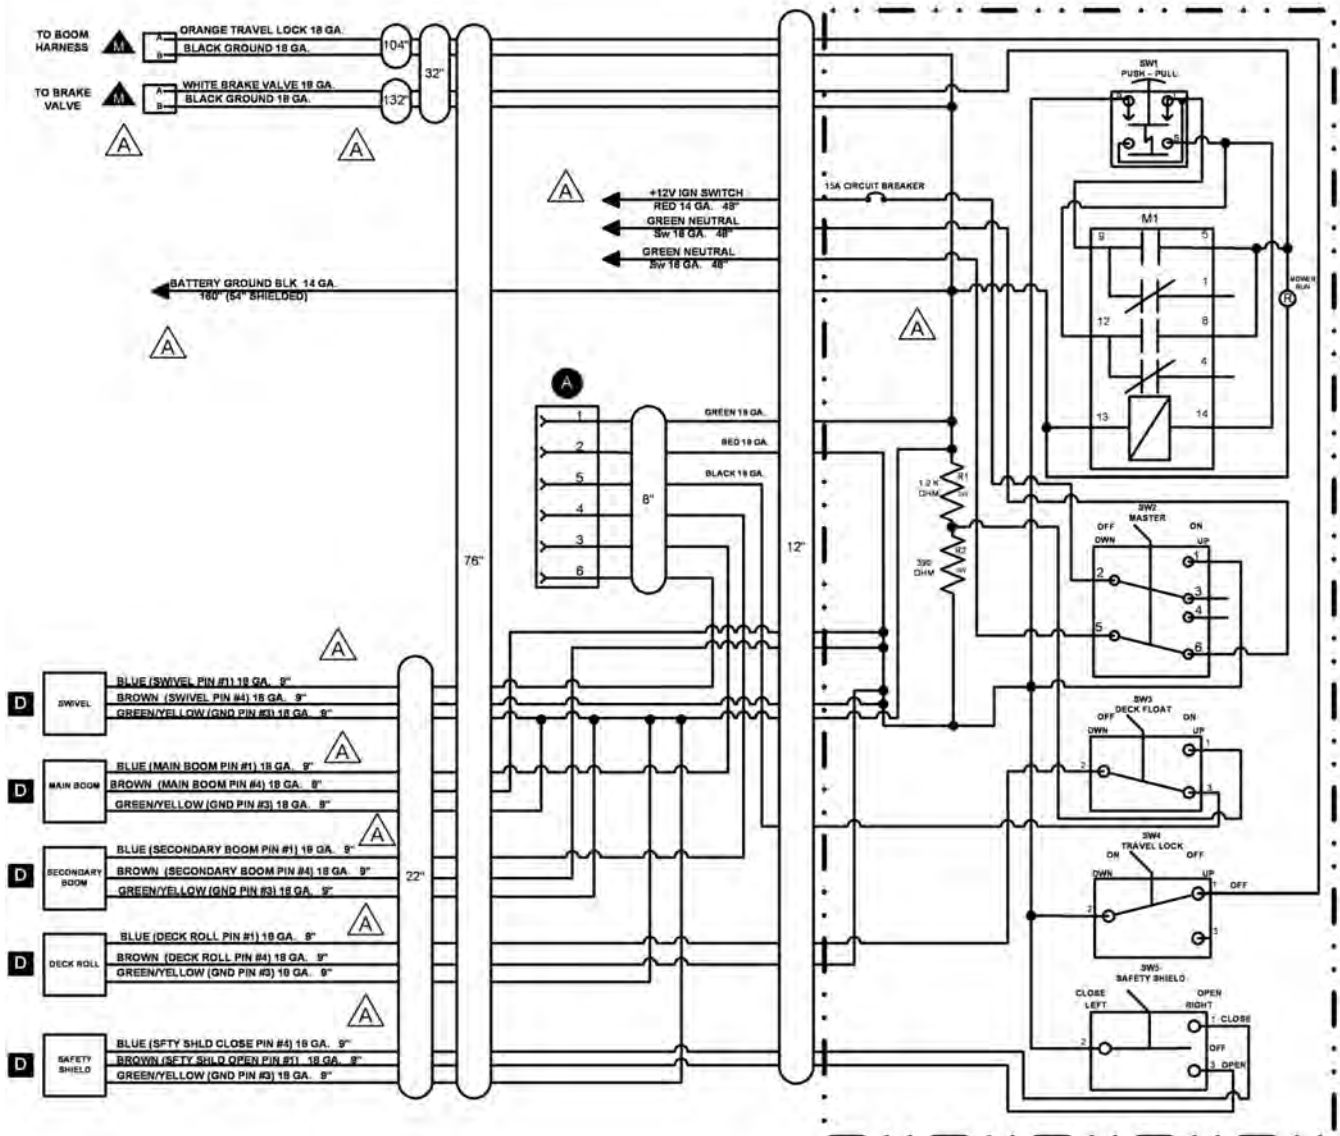 TO BOOM
HARNESS
M
A
B
ORANGE TRAVEL LOCK 18 GA.
BLACK GROUND 18 GA.
104"
32"
TO BRAKE
VALVE
M
A
B
WHITE BRAKE VALVE 18 GA.
BLACK GROUND 18 GA.
132"
A
A
A
+12V IGN SWITCH
RED 14 GA. 48"
GREEN NEUTRAL
Sw 18 GA. 48"
GREEN NEUTRAL
Sw 18 GA. 48"
BATTERY GROUND BLK 14 GA.
160" (54" SHIELDED)
A
A
15A CIRCUIT BREAKER
SW1
PUSH - PULL
M1
9
5
1
12
8
4
13
14
MOWER
RUN
R
A
1
2
5
4
3
6
8"
GREEN 18 GA.
RED 18 GA.
BLACK 18 GA.
76"
12"
22"
1.2 K
OHM
R1
390
OHM
R2
SW2
MASTER
OFF
ON
DWN
UP
1
2
3
4
5
6
SW3
DECK FLOAT
OFF
ON
DWN
UP
1
2
3
SW4
TRAVEL LOCK
ON
OFF
DWN
UP
1
OFF
2
3
SW5
SAFETY SHIELD
CLOSE
OPEN
LEFT
RIGHT
1 CLOSE
2
OFF
3 OPEN
A
D
SWIVEL
BLUE (SWIVEL PIN #1) 18 GA. 9"
BROWN (SWIVEL PIN #4) 18 GA. 9"
GREEN/YELLOW (GND PIN #3) 18 GA. 9"
A
D
MAIN BOOM
BLUE (MAIN BOOM PIN #1) 18 GA. 9"
BROWN (MAIN BOOM PIN #4) 18 GA. 9"
GREEN/YELLOW (GND PIN #3) 18 GA. 9"
A
D
SECONDARY
BOOM
BLUE (SECONDARY BOOM PIN #1) 18 GA. 9"
BROWN (SECONDARY BOOM PIN #4) 18 GA. 9"
GREEN/YELLOW (GND PIN #3) 18 GA. 9"
A
D
DECK ROLL
BLUE (DECK ROLL PIN #1) 18 GA. 9"
BROWN (DECK ROLL PIN #4) 18 GA. 9"
GREEN/YELLOW (GND PIN #3) 18 GA. 9"
A
D
SAFETY
SHIELD
BLUE (SFTY SHLD CLOSE PIN #4) 18 GA. 9"
BROWN (SFTY SHLD OPEN PIN #1) 18 GA. 9"
GREEN/YELLOW (GND PIN #3) 18 GA. 9"